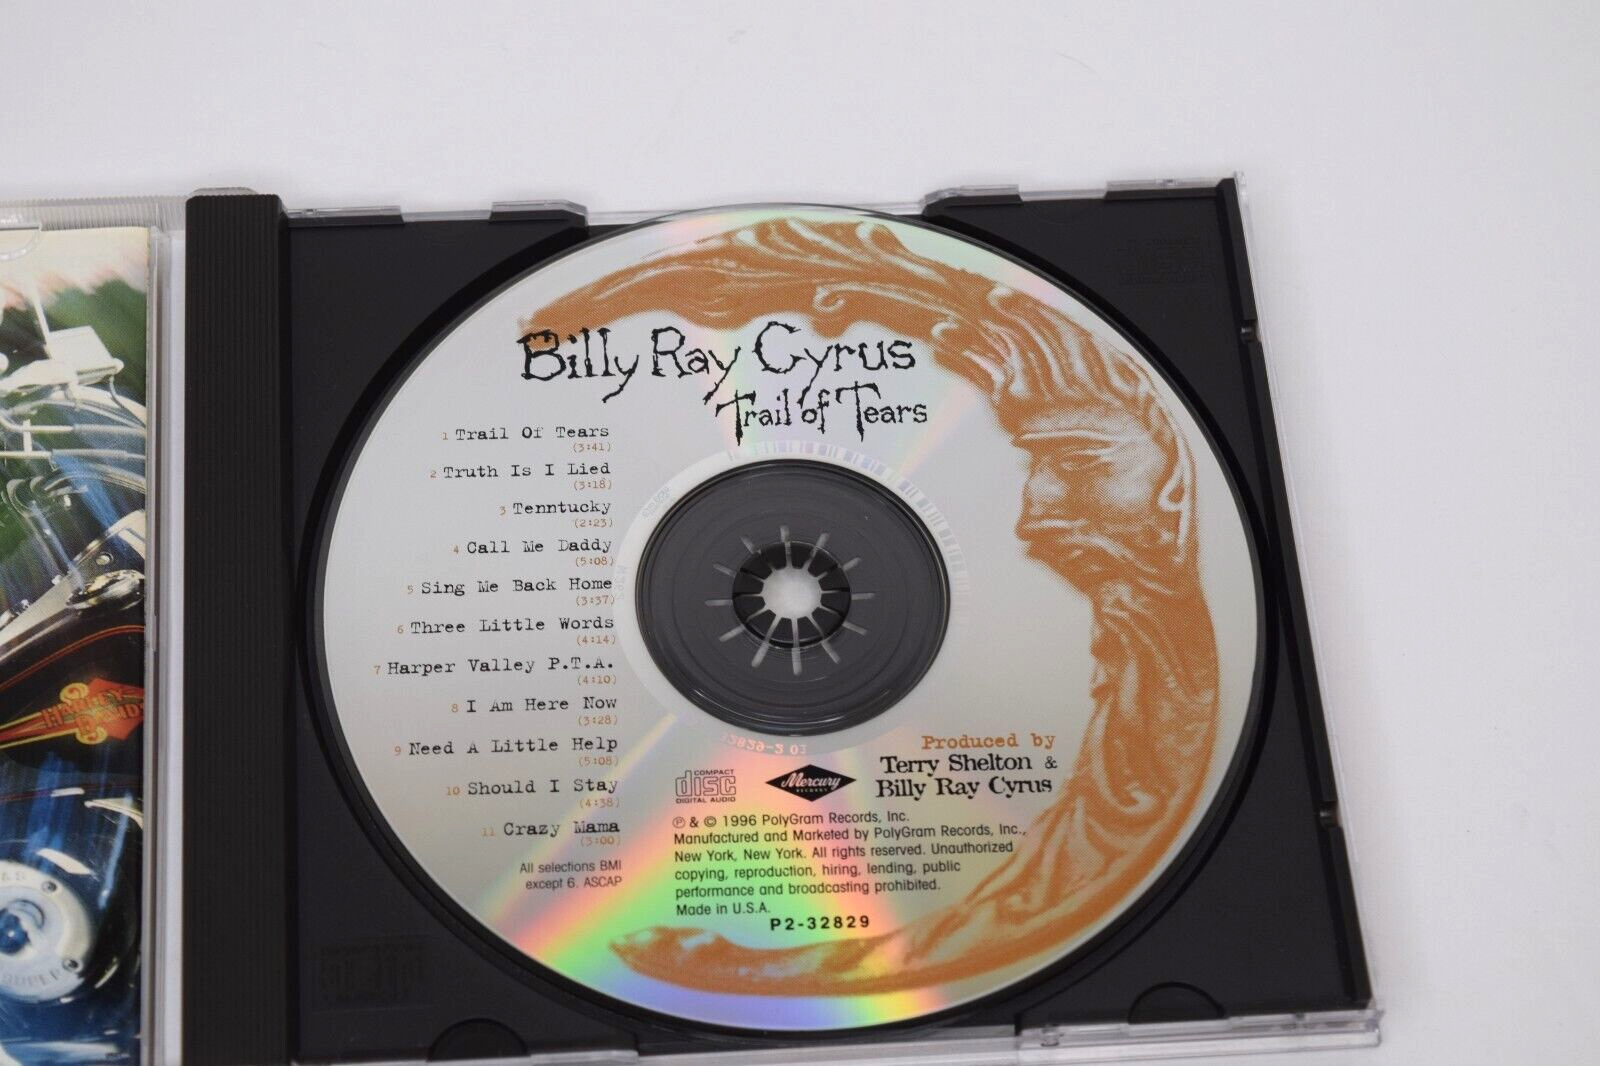 Billy Ray Cyrus
Trail of Tears
1 Trail Of Tears
(3:41)
2 Truth Is I Lied
(3:18)
3 Tenntucky
(2:23)
4 Call Me Daddy
(5:08)
5 Sing Me Back Home
(3:37)
6 Three Little Words
(4:14)
7 Harper Valley P.T.A.
(4:10)
8 I Am Here Now
(3:28)
9 Need A Little Help
(5:08)
10 Should I Stay
(4:38)
11 Crazy Mama
(3:00)
All selections BMI
except 6. ASCAP
Produced by
Terry Shelton &
Billy Ray Cyrus
COMPACT
disc
DIGITAL AUDIO
Mercury
RECORDS
℗ & © 1996 PolyGram Records, Inc.
Manufactured and Marketed by PolyGram Records, Inc.,
New York, New York. All rights reserved. Unauthorized
copying, reproduction, hiring, lending, public
performance and broadcasting prohibited.
Made in U.S.A.
P2-32829
HARLEY